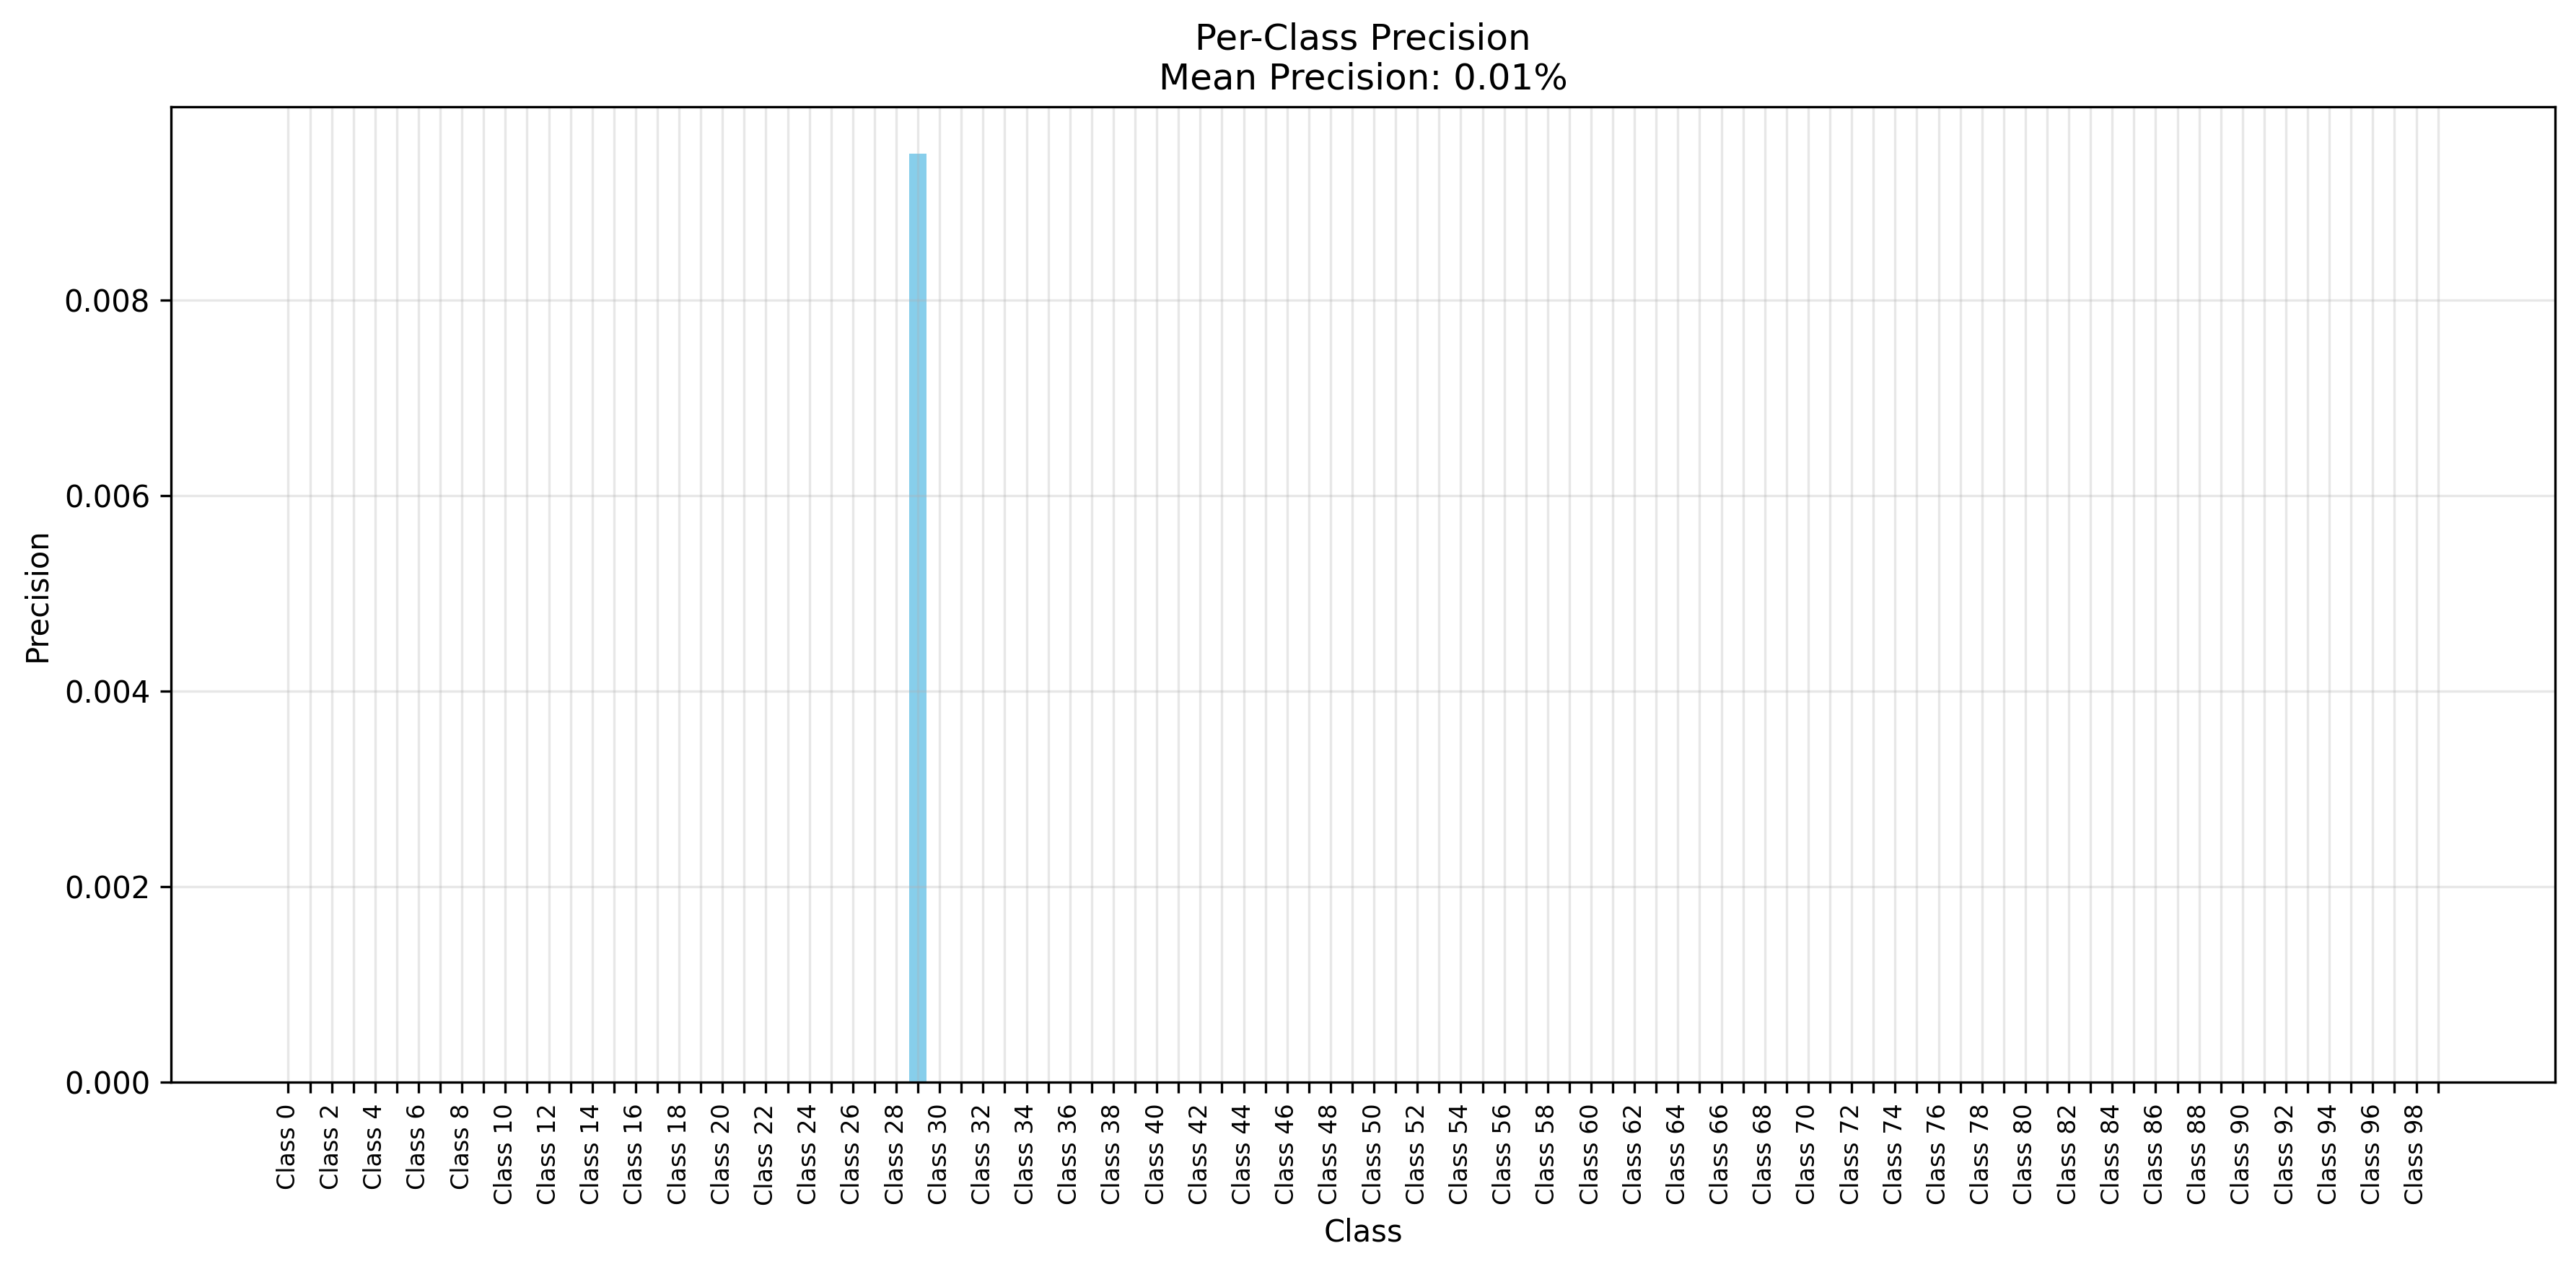 Per-Class Precision
Mean Precision: 0.01%
Precision
0.008
0.006
0.004
0.002
0.000
Class 0
Class 2
Class 4
Class 6
Class 8
Class 10
Class 12
Class 14
Class 16
Class 18
Class 20
Class 22
Class 24
Class 26
Class 28
Class 30
Class 32
Class 34
Class 36
Class 38
Class 40
Class 42
Class 44
Class 46
Class 48
Class 50
Class 52
Class 54
Class 56
Class 58
Class 60
Class 62
Class 64
Class 66
Class 68
Class 70
Class 72
Class 74
Class 76
Class 78
Class 80
Class 82
Class 84
Class 86
Class 88
Class 90
Class 92
Class 94
Class 96
Class 98
Class